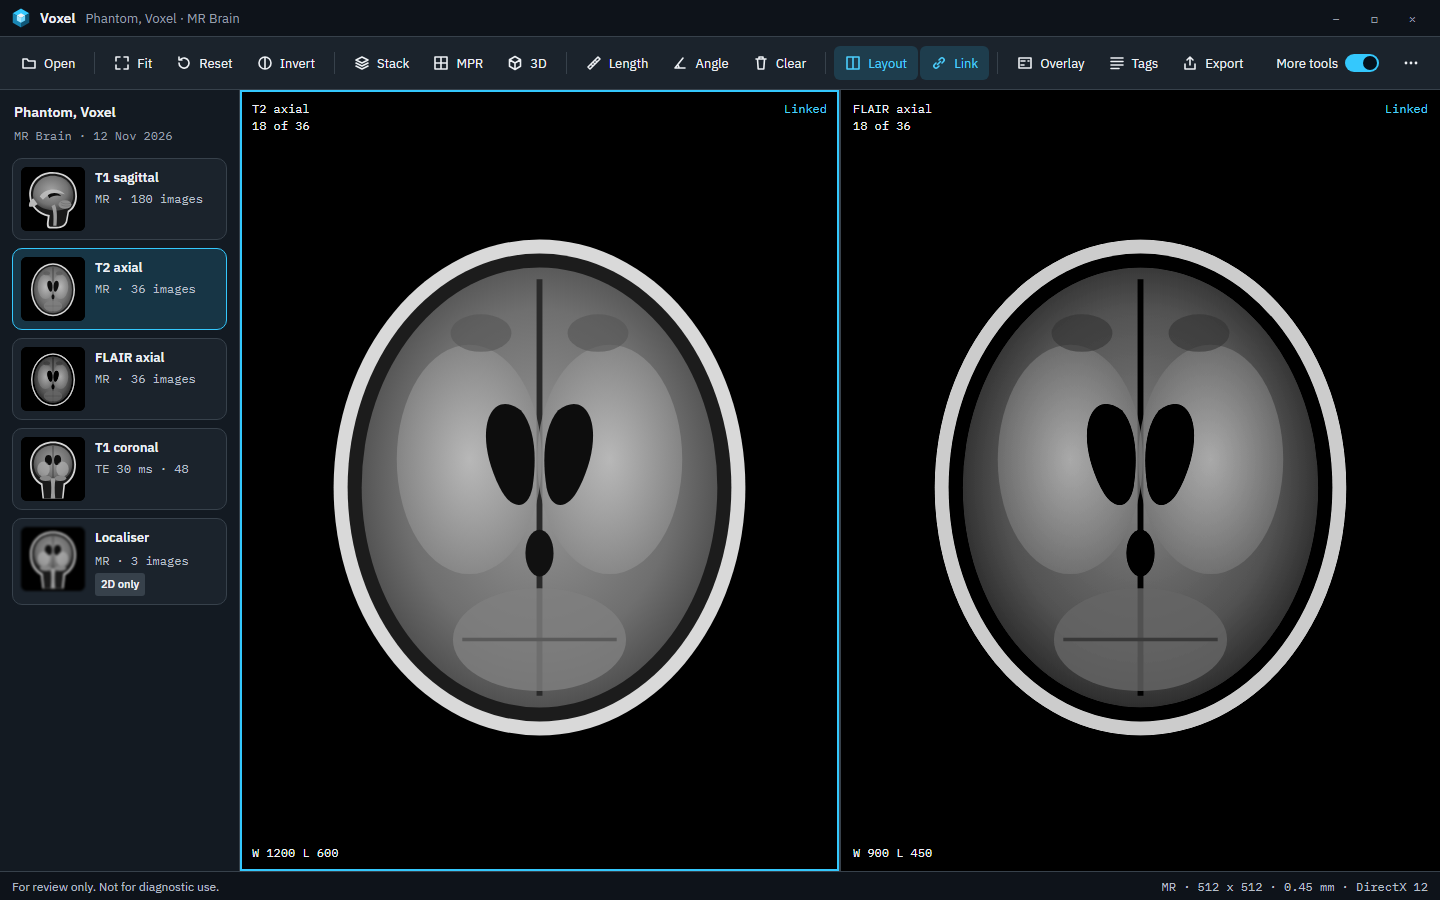 Voxel Phantom, Voxel · MR Brain
Open Fit Reset Invert Stack MPR 3D Length Angle Clear Layout Link Overlay Tags Export More tools
Phantom, Voxel
MR Brain · 12 Nov 2026
T1 sagittal
MR · 180 images
T2 axial
MR · 36 images
FLAIR axial
MR · 36 images
T1 coronal
TE 30 ms · 48
Localiser
MR · 3 images
2D only
T2 axial Linked
18 of 36
W 1200 L 600
FLAIR axial Linked
18 of 36
W 900 L 450
For review only. Not for diagnostic use. MR · 512 x 512 · 0.45 mm · DirectX 12